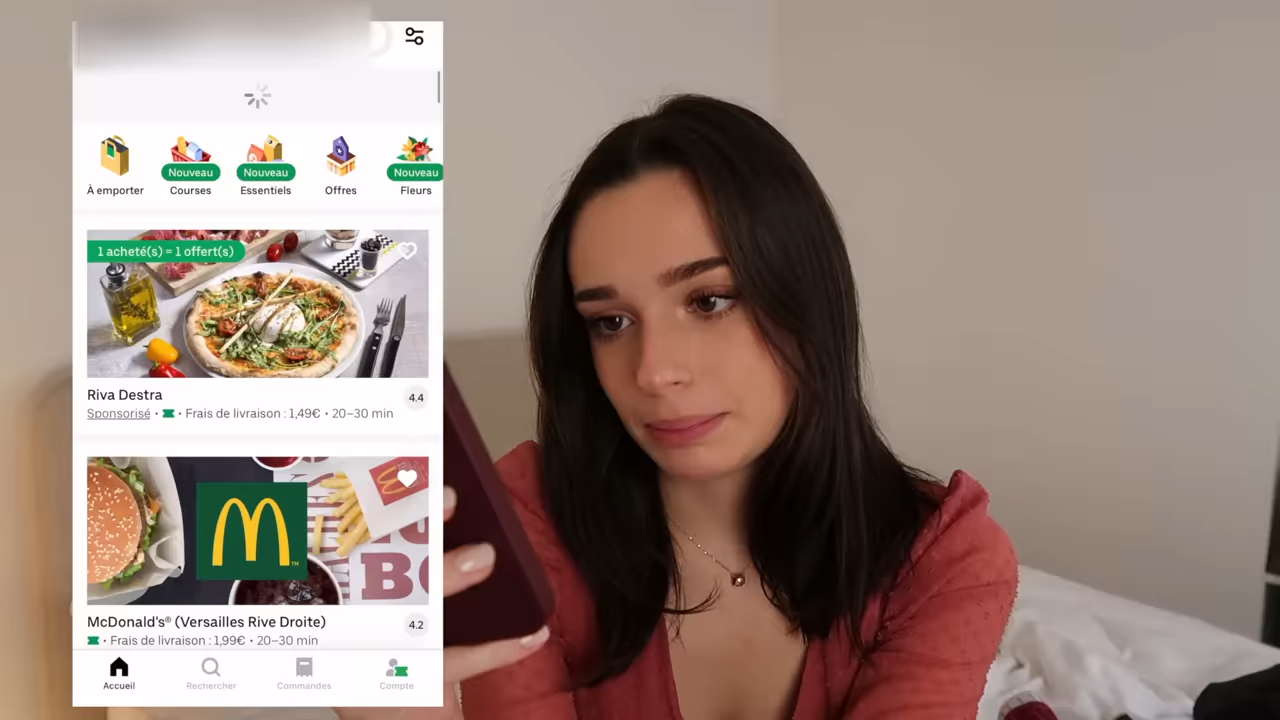 Nouveau
Nouveau
Nouveau
À emporter
Courses
Essentiels
Offres
Fleurs
1 acheté(s) = 1 offert(s)
Riva Destra
4.4
Sponsorisé • • Frais de livraison : 1,49€ • 20–30 min
M
TM
McDonald's® (Versailles Rive Droite)
4.2
• Frais de livraison : 1,99€ • 20–30 min
Accueil
Rechercher
Commandes
Compte